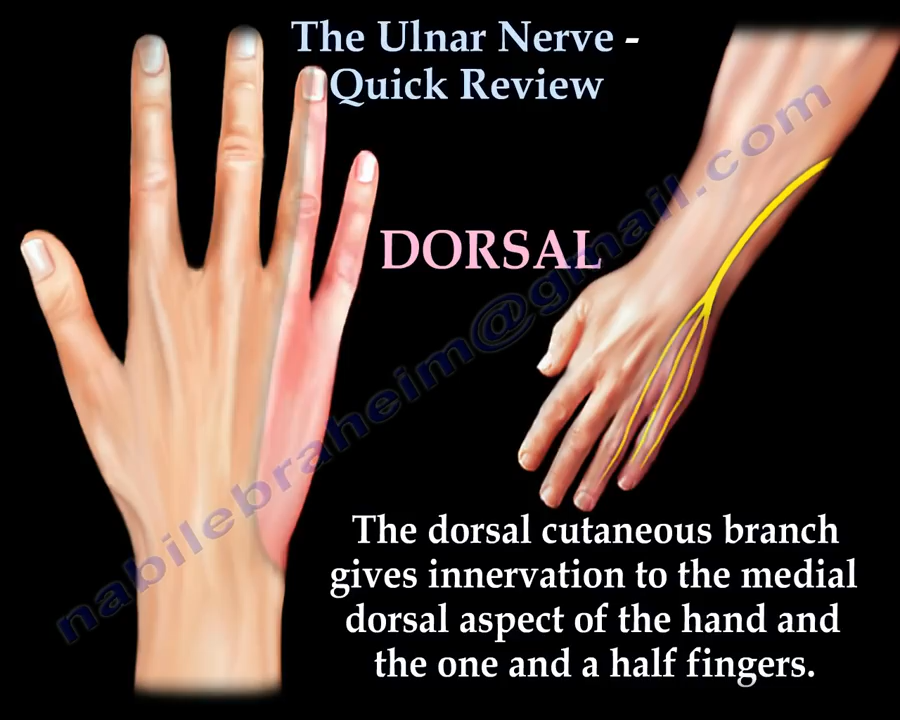 The Ulnar Nerve -
Quick Review
DORSAL
nabilebraheim@gmail.com
The dorsal cutaneous branch
gives innervation to the medial
dorsal aspect of the hand and
the one and a half fingers.